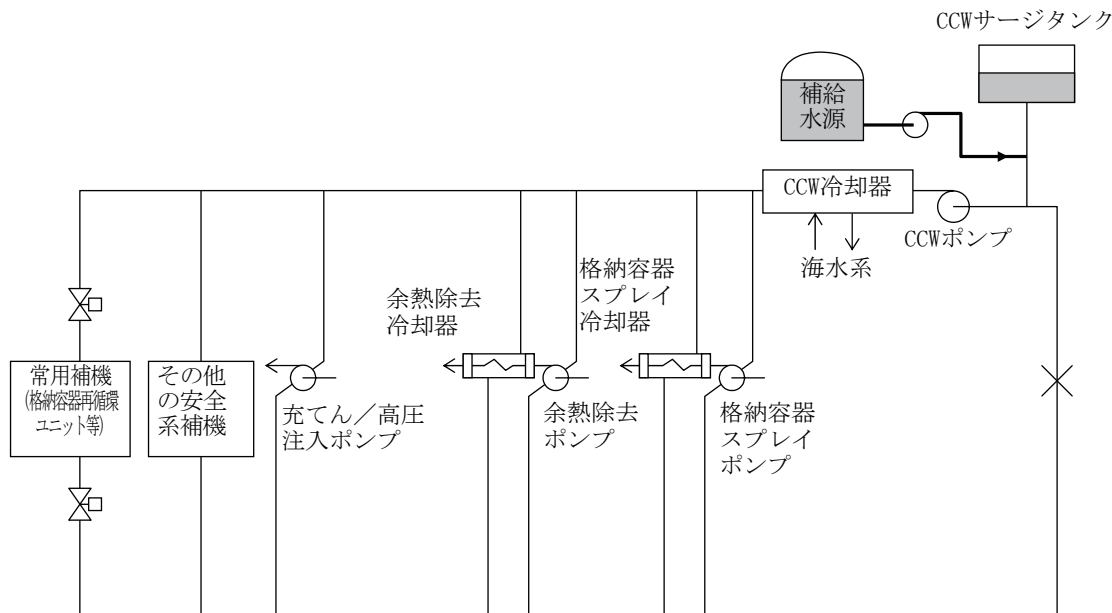 CCWサージタンク
補給
水源
CCW冷却器
CCWポンプ
海水系
格納容器
スプレイ
冷却器
余熱除去
冷却器
常用補機
(格納容器再循環
ユニット等)
その他
の安全
系補機
充てん／高圧
注入ポンプ
余熱除去
ポンプ
格納容器
スプレイ
ポンプ